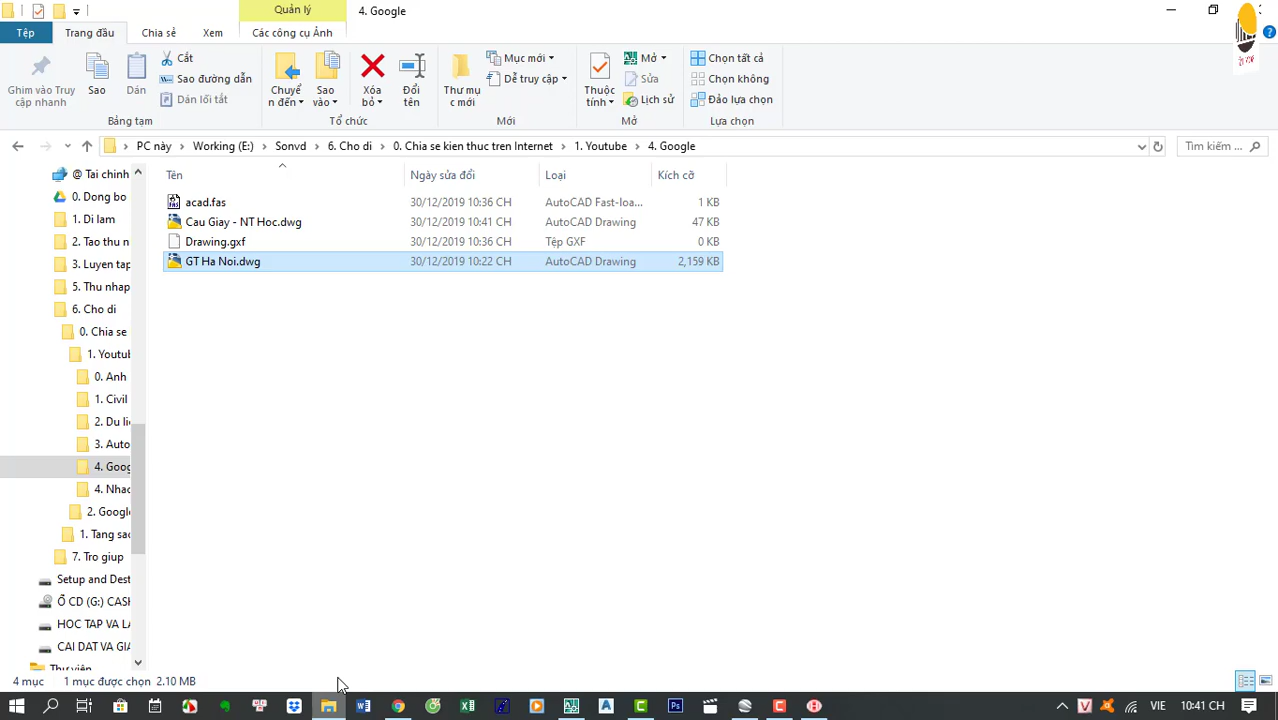 Quản lý
4. Google
Tệp
Trang đầu
Chia sẻ
Xem
Các công cụ Ảnh
Ghim vào Truy cập nhanh
Sao
Dán
Cắt
Sao đường dẫn
Dán lối tắt
Bảng tạm
Chuyển đến
Sao vào
Xóa bỏ
Đổi tên
Tổ chức
Thư mục mới
Mục mới
Dễ truy cập
Mới
Thuộc tính
Mở
Sửa
Lịch sử
Mở
Chọn tất cả
Chọn không
Đảo lựa chọn
Lựa chọn
PC này > Working (E:) > Sonvd > 6. Cho di > 0. Chia se kien thuc tren Internet > 1. Youtube > 4. Google
Tìm kiếm ...
@ Tai chinh
0. Dong bo
1. Di lam
2. Tao thu n
3. Luyen tap
5. Thu nhap
6. Cho di
0. Chia se
1. Youtub
0. Anh
1. Civil
2. Du li
3. Auto
4. Goog
4. Nhac
2. Google
1. Tang sac
7. Tro giup
Setup and Dest
Ổ CD (G:) CASH
HOC TAP VA LA
CAI DAT VA GIA
Thư viện
Tên Ngày sửa đổi Loại Kích cỡ
acad.fas 30/12/2019 10:36 CH AutoCAD Fast-loa... 1 KB
Cau Giay - NT Hoc.dwg 30/12/2019 10:41 CH AutoCAD Drawing 47 KB
Drawing.gxf 30/12/2019 10:36 CH Tệp GXF 0 KB
GT Ha Noi.dwg 30/12/2019 10:22 CH AutoCAD Drawing 2,159 KB
4 mục 1 mục được chọn 2.10 MB
VIE 10:41 CH